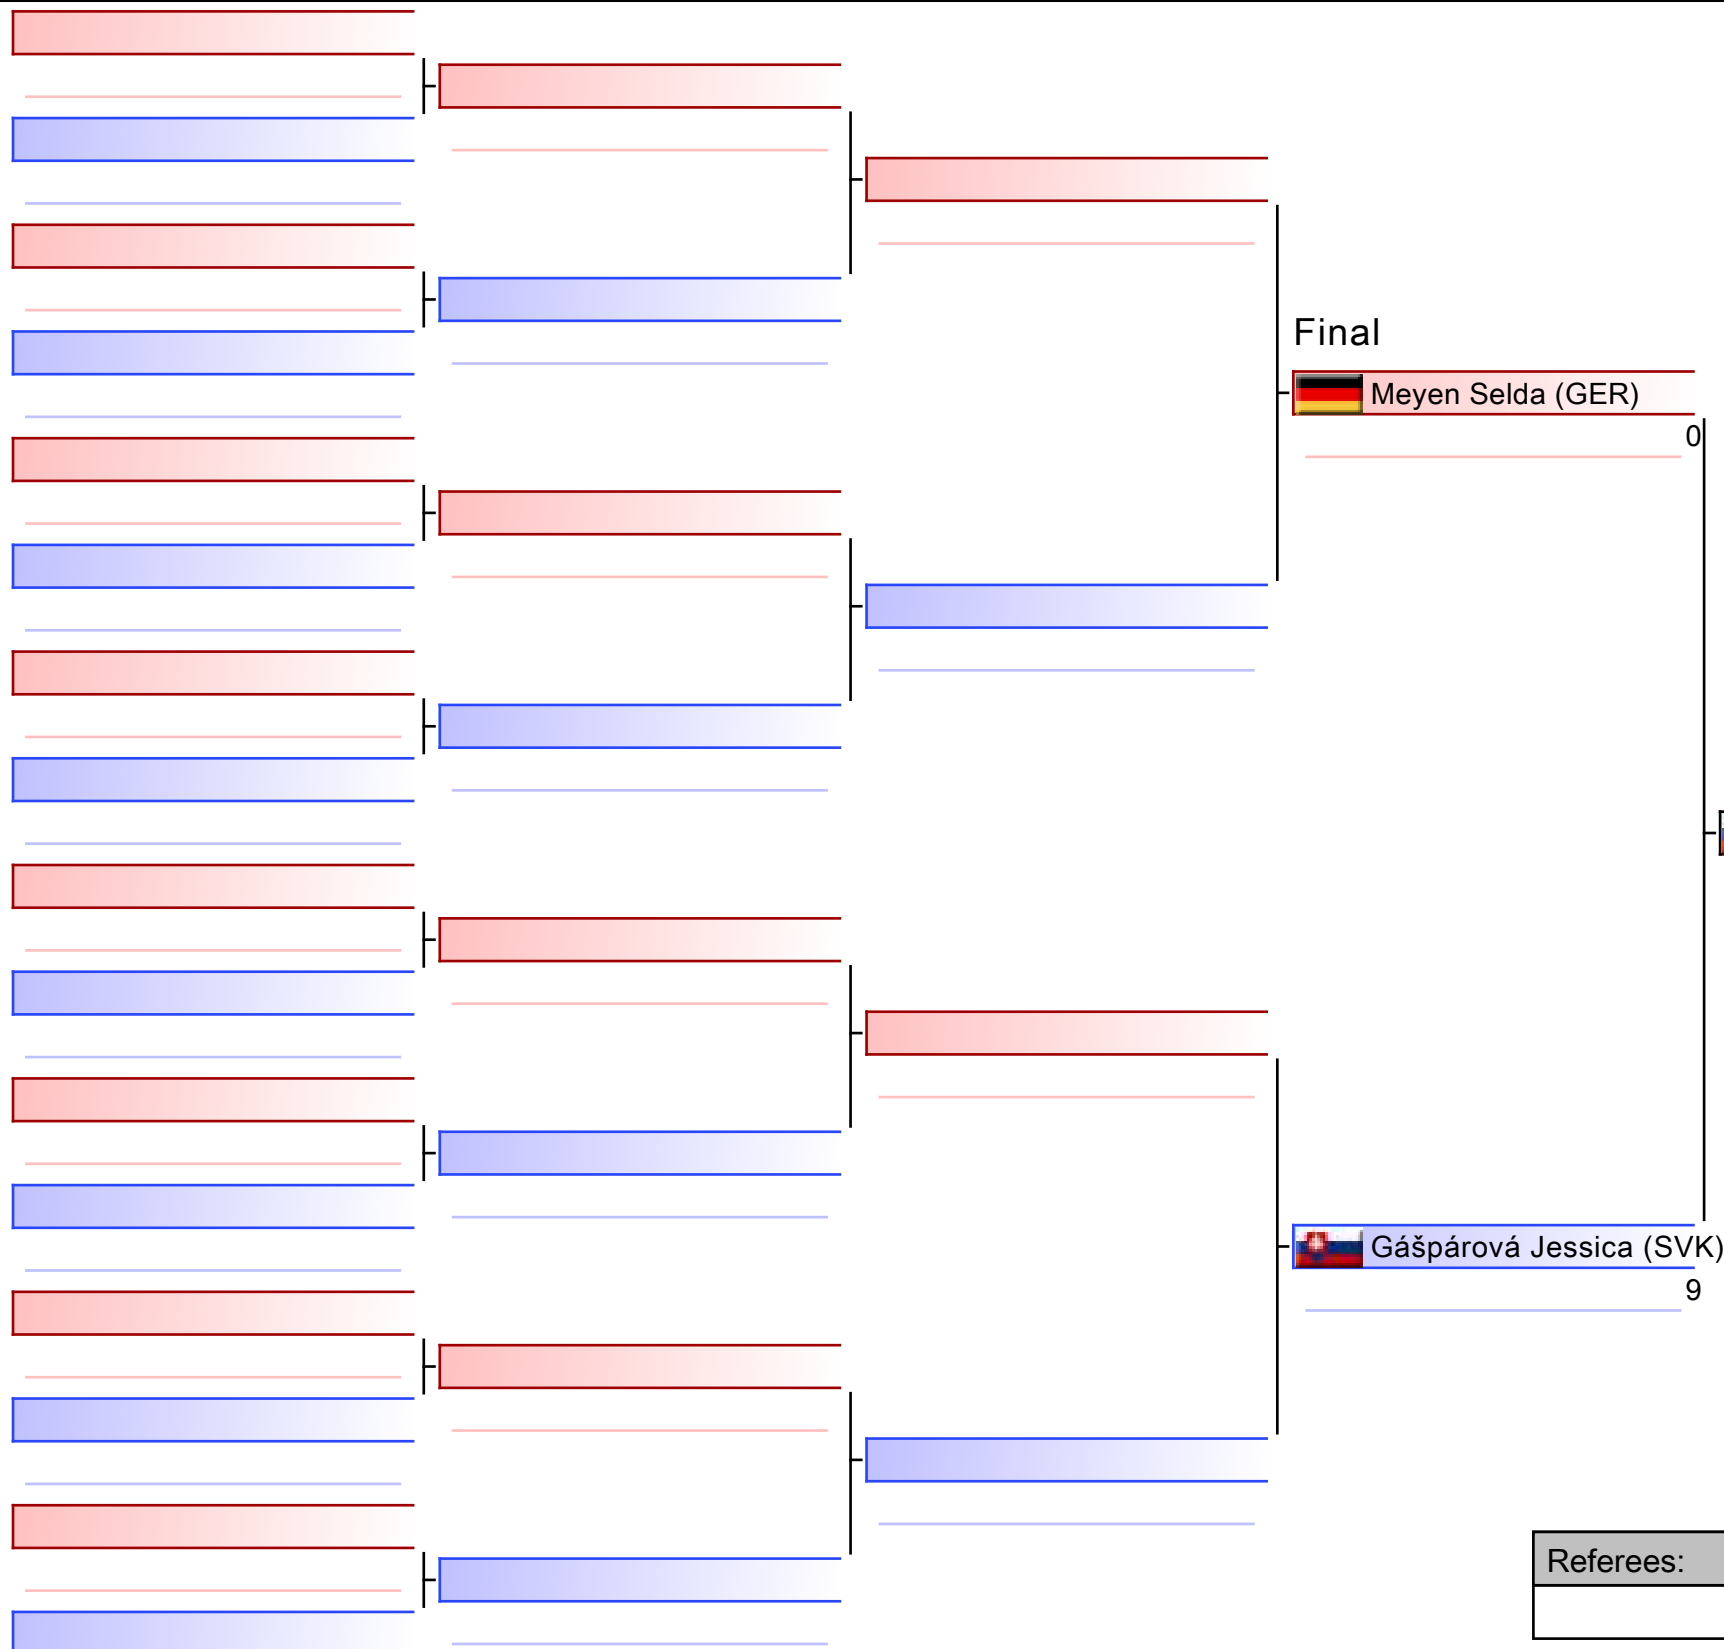 Final
Meyen Selda (GER)
0
Gášpárová Jessica (SVK)
9
Referees: